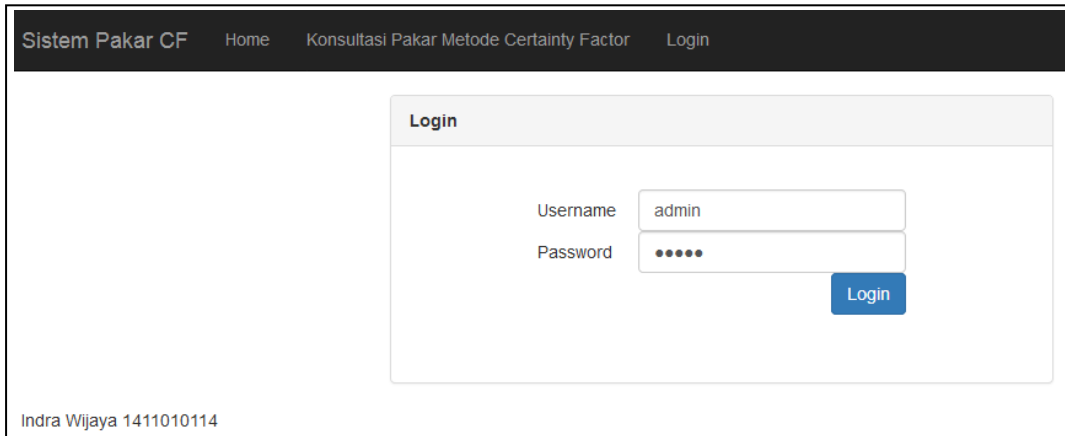 Sistem Pakar CF Home Konsultasi Pakar Metode Certainty Factor Login
Login
Username admin
Password •••••
Login
Indra Wijaya 1411010114